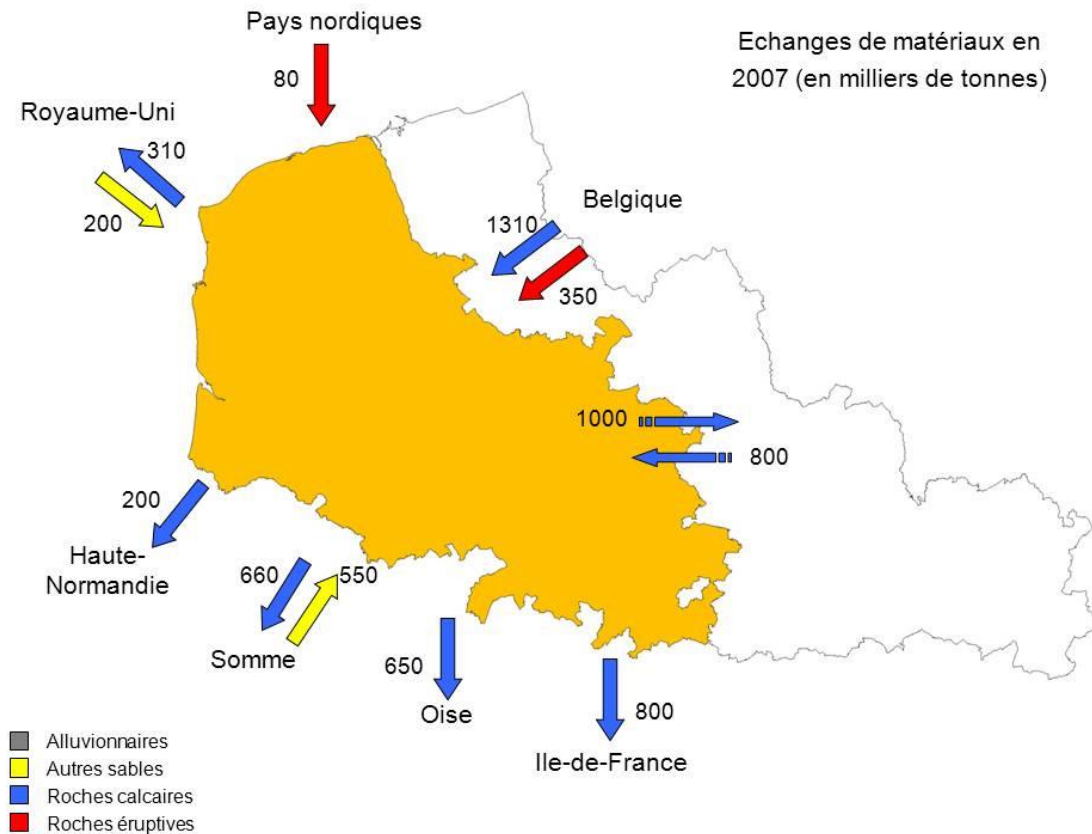 Pays nordiques
80
Echanges de matériaux en
2007 (en milliers de tonnes)
Royaume-Uni
310
200
Belgique
1310
350
1000
800
200
Haute-
Normandie
660
550
Somme
650
Oise
800
Ile-de-France
Alluvionnaires
Autres sables
Roches calcaires
Roches éruptives